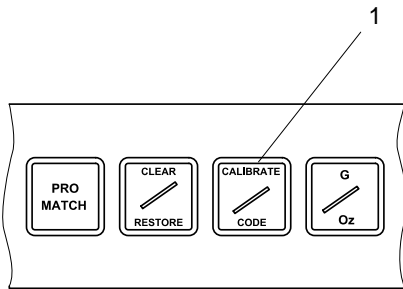 1
PRO
MATCH
CLEAR
RESTORE
CALIBRATE
CODE
G
Oz